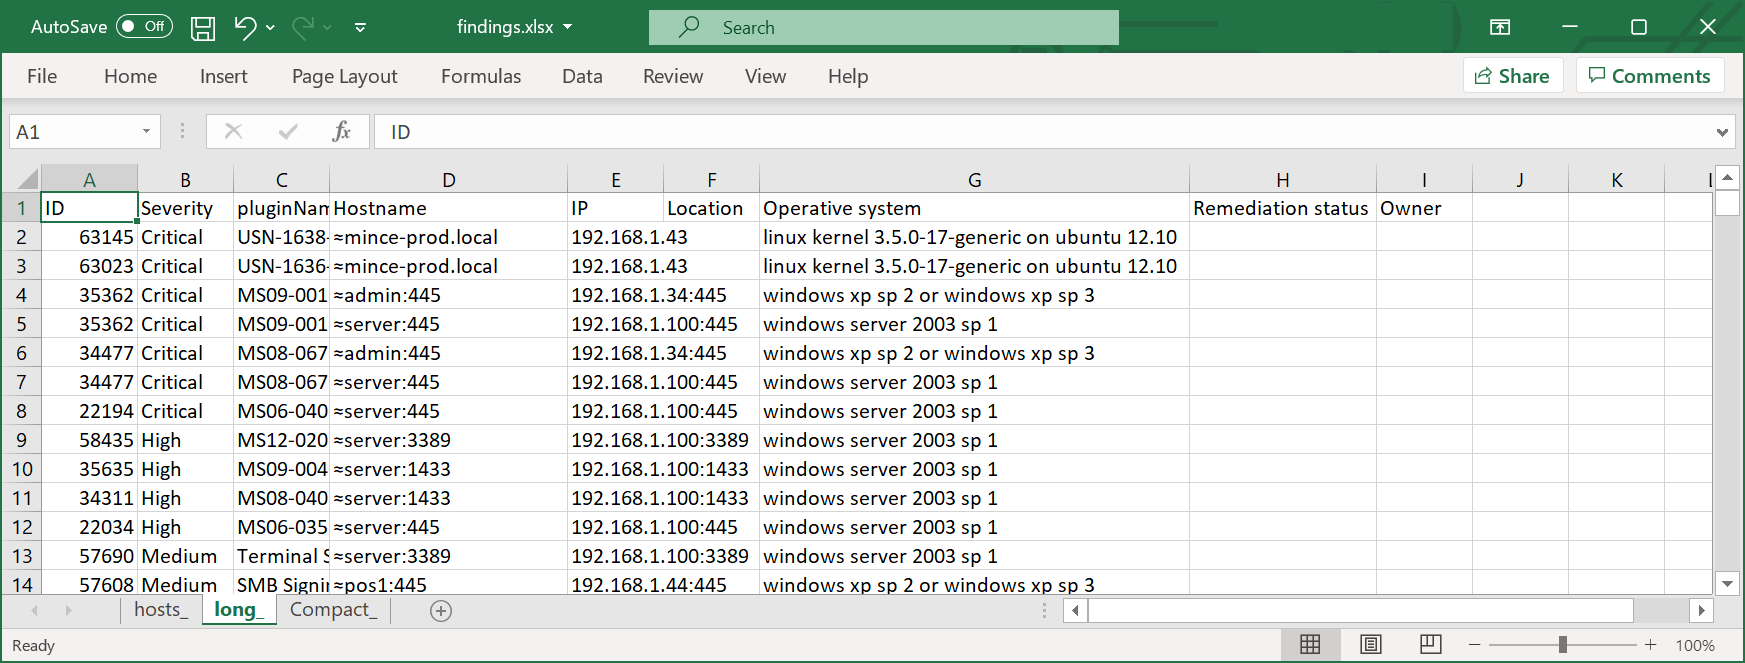 AutoSave Off findings.xlsx Search
File Home Insert Page Layout Formulas Data Review View Help Share Comments
A1 fx ID
A B C D E F G H I J K L
1 ID Severity pluginNam Hostname IP Location Operative system Remediation status Owner
2 63145 Critical USN-1638- ≈mince-prod.local 192.168.1.43 linux kernel 3.5.0-17-generic on ubuntu 12.10
3 63023 Critical USN-1636- ≈mince-prod.local 192.168.1.43 linux kernel 3.5.0-17-generic on ubuntu 12.10
4 35362 Critical MS09-001 ≈admin:445 192.168.1.34:445 windows xp sp 2 or windows xp sp 3
5 35362 Critical MS09-001 ≈server:445 192.168.1.100:445 windows server 2003 sp 1
6 34477 Critical MS08-067 ≈admin:445 192.168.1.34:445 windows xp sp 2 or windows xp sp 3
7 34477 Critical MS08-067 ≈server:445 192.168.1.100:445 windows server 2003 sp 1
8 22194 Critical MS06-040 ≈server:445 192.168.1.100:445 windows server 2003 sp 1
9 58435 High MS12-020 ≈server:3389 192.168.1.100:3389 windows server 2003 sp 1
10 35635 High MS09-004 ≈server:1433 192.168.1.100:1433 windows server 2003 sp 1
11 34311 High MS08-040 ≈server:1433 192.168.1.100:1433 windows server 2003 sp 1
12 22034 High MS06-035 ≈server:445 192.168.1.100:445 windows server 2003 sp 1
13 57690 Medium Terminal S ≈server:3389 192.168.1.100:3389 windows server 2003 sp 1
14 57608 Medium SMB Signi ≈pos1:445 192.168.1.44:445 windows xp sp 2 or windows xp sp 3
hosts_ long_ Compact_
Ready 100%